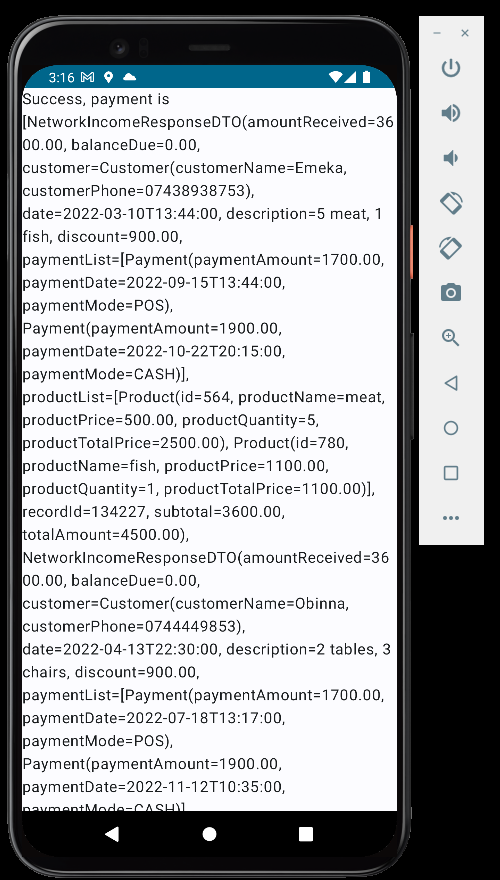 3:16
Success, payment is
[NetworkIncomeResponseDTO(amountReceived=36
00.00, balanceDue=0.00,
customer=Customer(customerName=Emeka,
customerPhone=07438938753),
date=2022-03-10T13:44:00, description=5 meat, 1
fish, discount=900.00,
paymentList=[Payment(paymentAmount=1700.00,
paymentDate=2022-09-15T13:44:00,
paymentMode=POS),
Payment(paymentAmount=1900.00,
paymentDate=2022-10-22T20:15:00,
paymentMode=CASH)],
productList=[Product(id=564, productName=meat,
productPrice=500.00, productQuantity=5,
productTotalPrice=2500.00), Product(id=780,
productName=fish, productPrice=1100.00,
productQuantity=1, productTotalPrice=1100.00)],
recordId=134227, subtotal=3600.00,
totalAmount=4500.00),
NetworkIncomeResponseDTO(amountReceived=36
00.00, balanceDue=0.00,
customer=Customer(customerName=Obinna,
customerPhone=0744449853),
date=2022-04-13T22:30:00, description=2 tables, 3
chairs, discount=900.00,
paymentList=[Payment(paymentAmount=1700.00,
paymentDate=2022-07-18T13:17:00,
paymentMode=POS),
Payment(paymentAmount=1900.00,
paymentDate=2022-11-12T10:35:00,
paymentMode=CASH)]